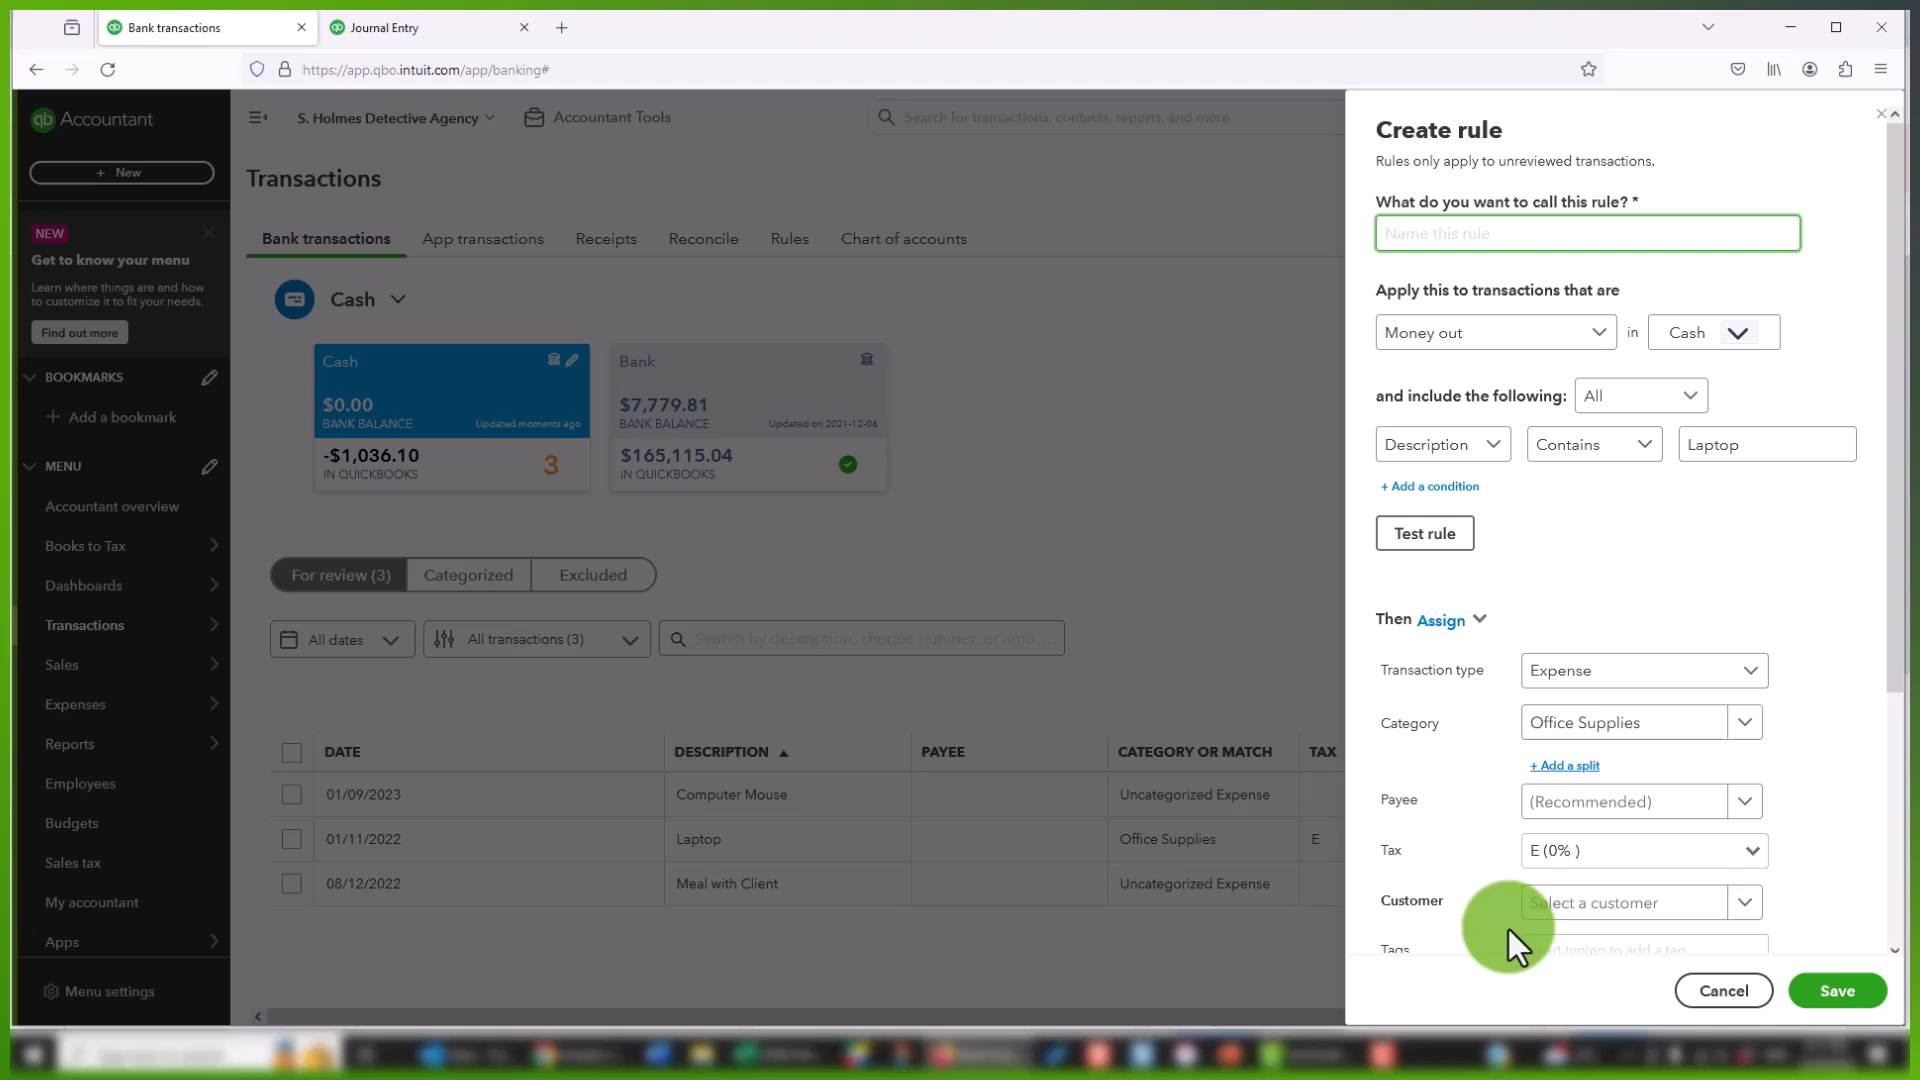 Bank transactions
Journal Entry
https://app.qbo.intuit.com/app/banking#
qb Accountant
S. Holmes Detective Agency
Accountant Tools
Search for transactions, contacts, reports, and more
+ New
NEW
Get to know your menu
Learn where things are and how
to customize it to fit your needs.
Find out more
BOOKMARKS
Add a bookmark
MENU
Accountant overview
Books to Tax
Dashboards
Transactions
Sales
Expenses
Reports
Employees
Budgets
Sales tax
My accountant
Apps
Menu settings
Transactions
Bank transactions App transactions Receipts Reconcile Rules Chart of accounts
Cash
Cash
$0.00
BANK BALANCE Updated moments ago
-$1,036.10
IN QUICKBOOKS 3
Bank
$7,779.81
BANK BALANCE Updated on 2021-12-06
$165,115.04
IN QUICKBOOKS
For review (3) Categorized Excluded
All dates All transactions (3) Search by description, cheque number, or amo...
DATE DESCRIPTION PAYEE CATEGORY OR MATCH TAX
01/09/2023 Computer Mouse Uncategorized Expense
01/11/2022 Laptop Office Supplies E
08/12/2022 Meal with Client Uncategorized Expense
Create rule
Rules only apply to unreviewed transactions.
What do you want to call this rule? *
Name this rule
Apply this to transactions that are
Money out in Cash
and include the following: All
Description Contains Laptop
+ Add a condition
Test rule
Then Assign
Transaction type Expense
Category Office Supplies
+ Add a split
Payee (Recommended)
Tax E (0% )
Customer Select a customer
Tags typing to add a tag
Cancel Save